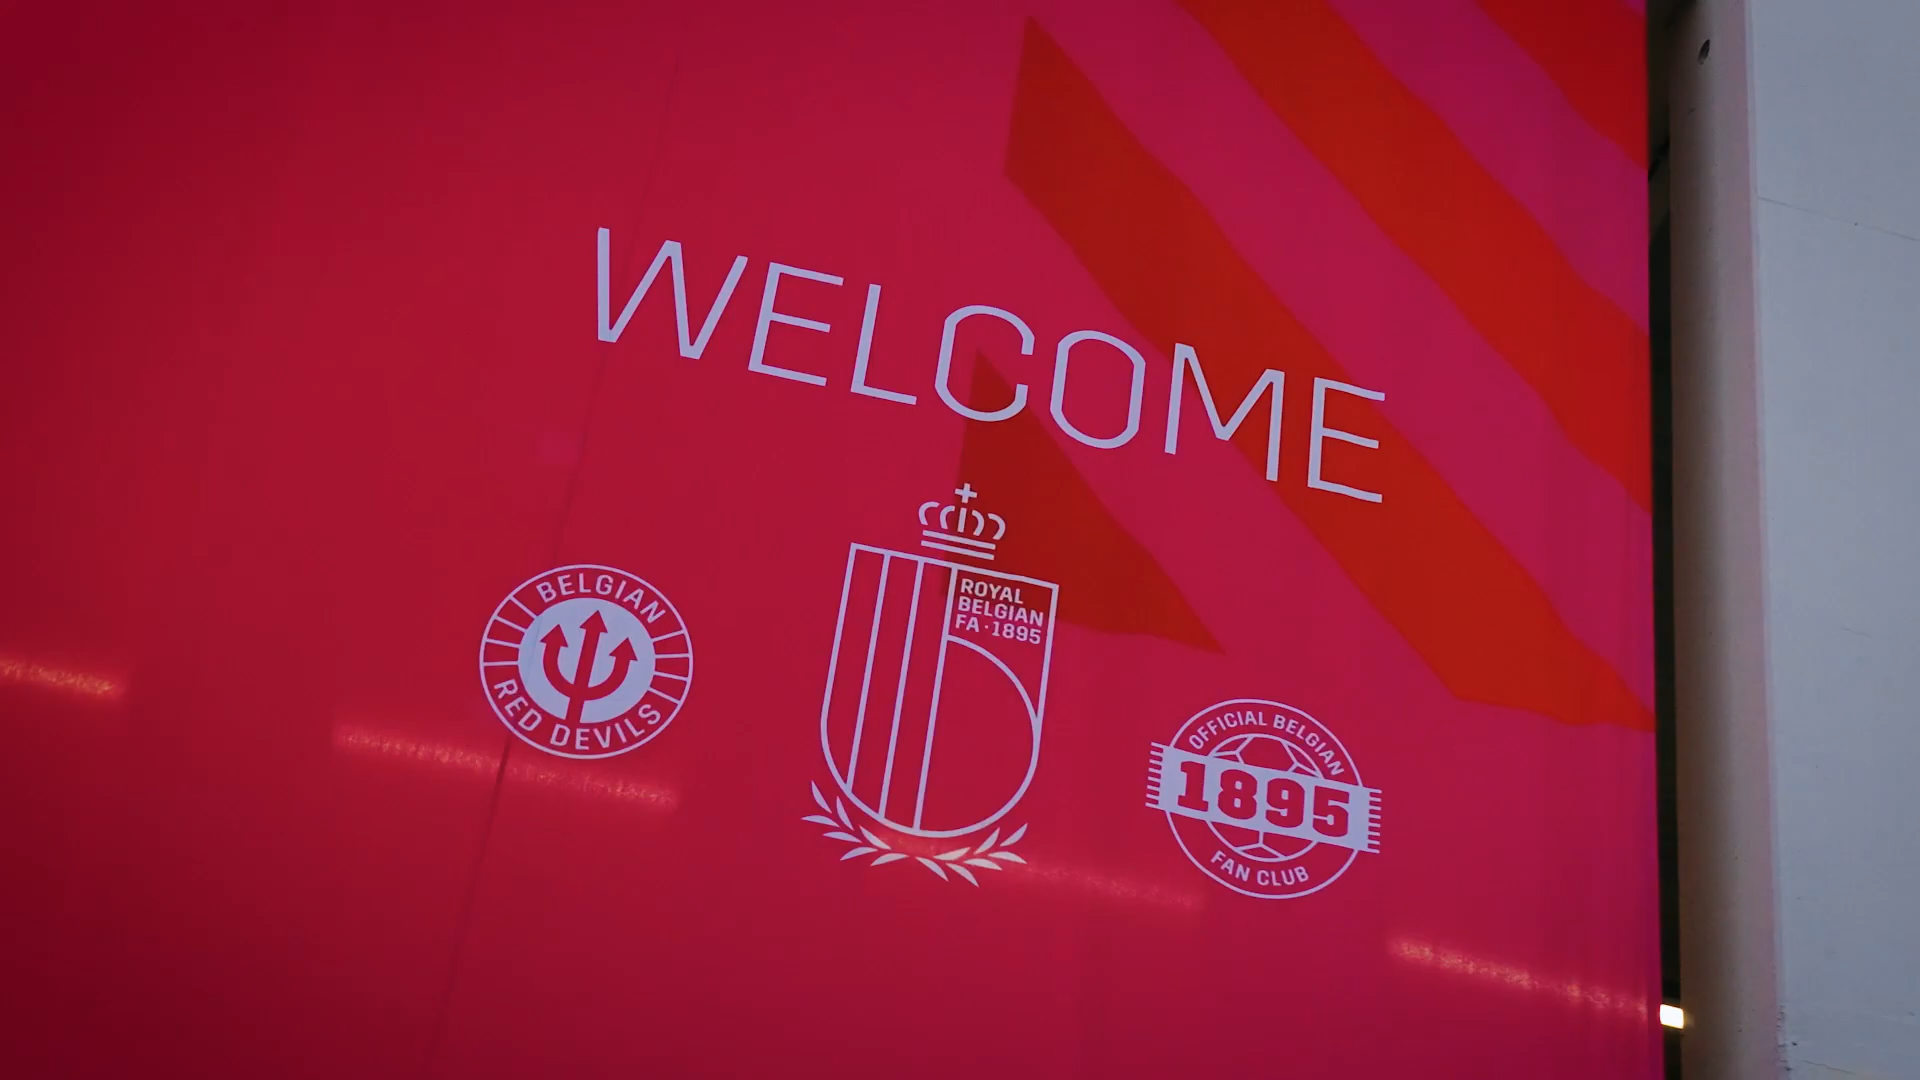 WELCOME
BELGIAN
RED DEVILS
ROYAL
BELGIAN
FA·1895
OFFICIAL BELGIAN
1895
FAN CLUB